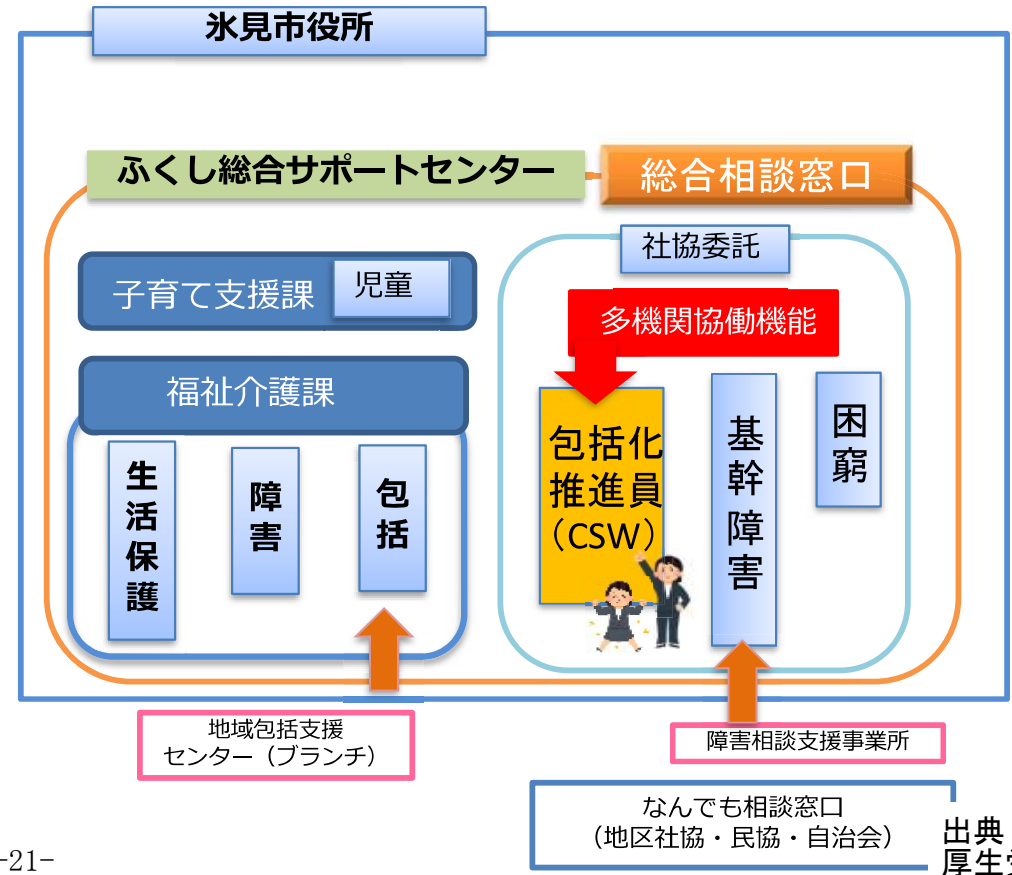 氷見市役所
ふくし総合サポートセンター
総合相談窓口
社協委託
子育て支援課
児童
多機関協働機能
福祉介護課
生活保護
障害
包括
包括化
推進員
（CSW）
基幹障害
困窮
地域包括支援
センター（ブランチ）
障害相談支援事業所
なんでも相談窓口
（地区社協・民協・自治会）
出典
厚生
-21-